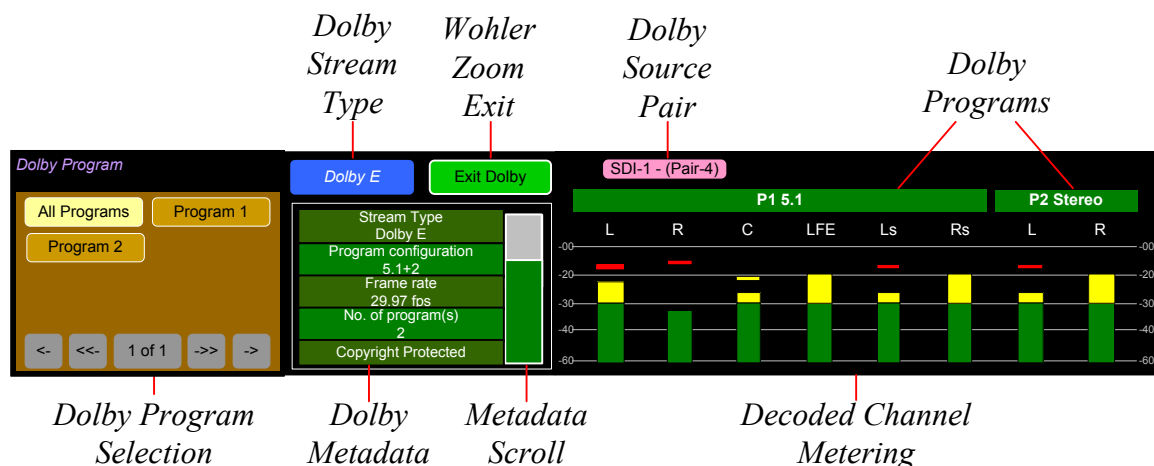 Dolby
Stream
Type
Wohler
Zoom
Exit
Dolby
Source
Pair
Dolby
Programs
Dolby Program
All Programs
Program 1
Program 2
<-
<<-
1 of 1
->>
->
Dolby E
Exit Dolby
Stream Type
Dolby E
Program configuration
5.1+2
Frame rate
29.97 fps
No. of program(s)
2
Copyright Protected
SDI-1 - (Pair-4)
P1 5.1
P2 Stereo
L R C LFE Ls Rs L R
-00 -00
-20 -20
-30 -30
-40 -40
-60 -60
Dolby Program
Selection
Dolby
Metadata
Metadata
Scroll
Decoded Channel
Metering